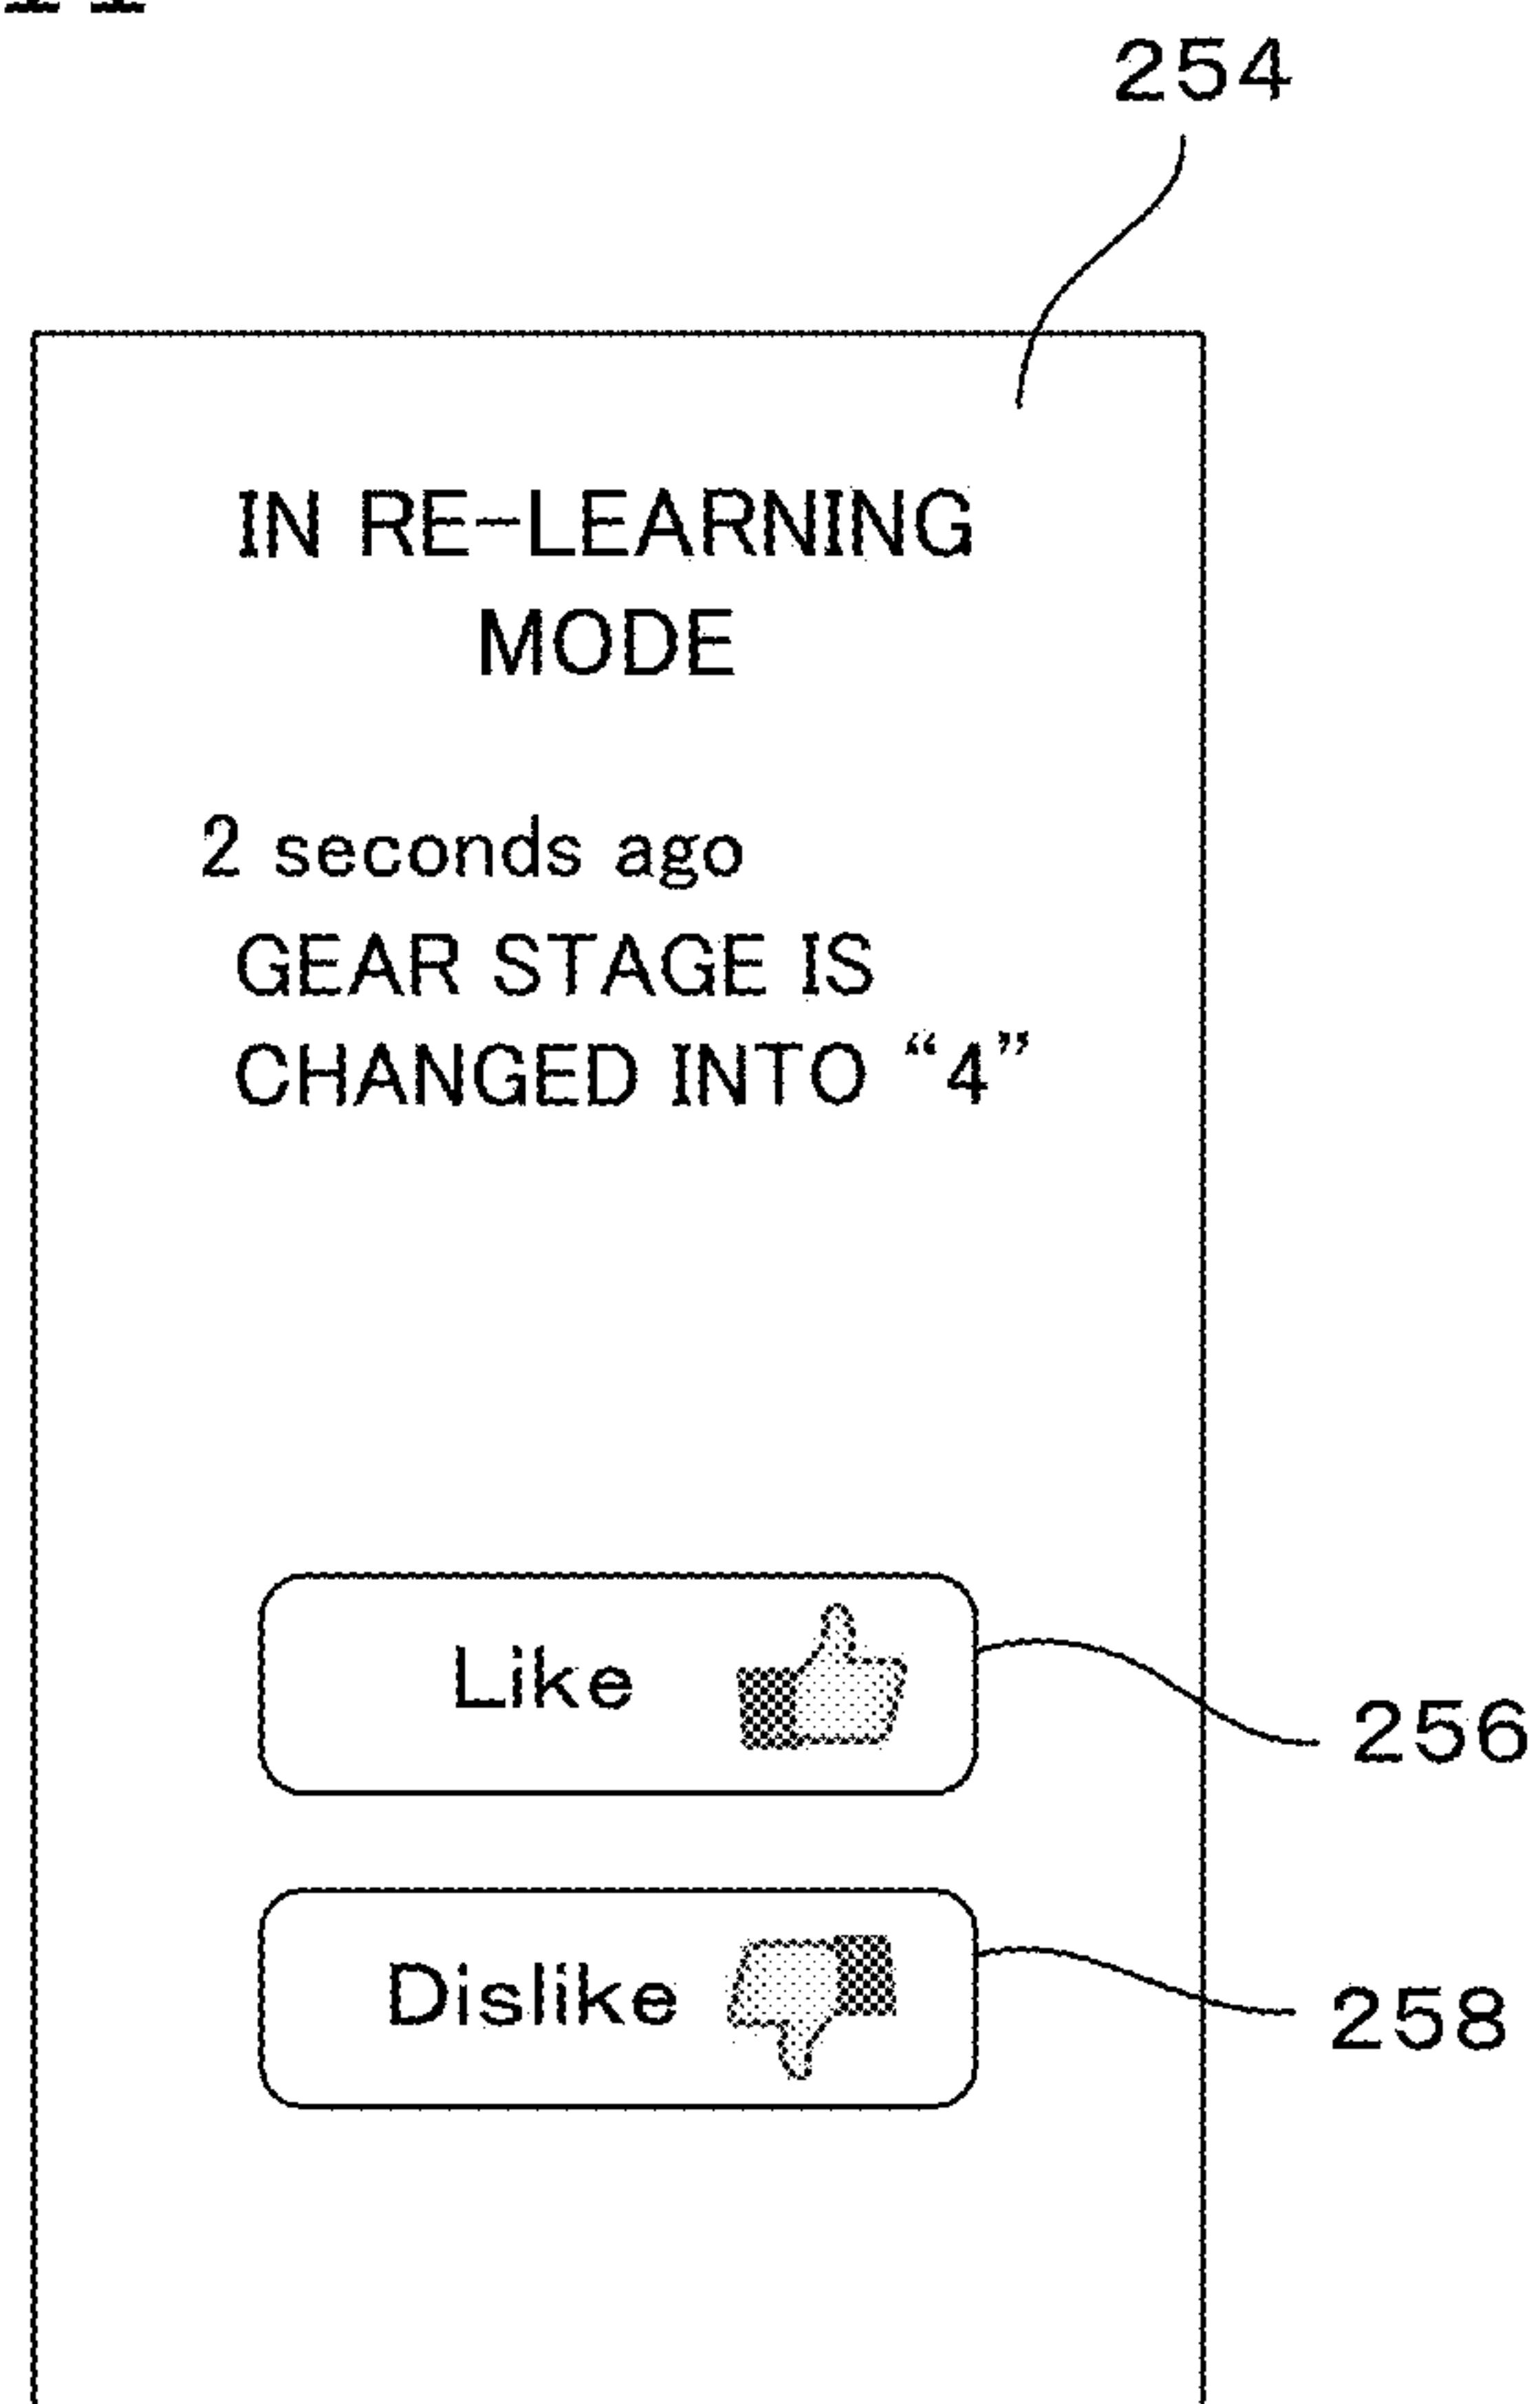 254
IN RE-LEARNING
MODE
2 seconds ago
GEAR STAGE IS
CHANGED INTO “4”
Like
256
Dislike
258